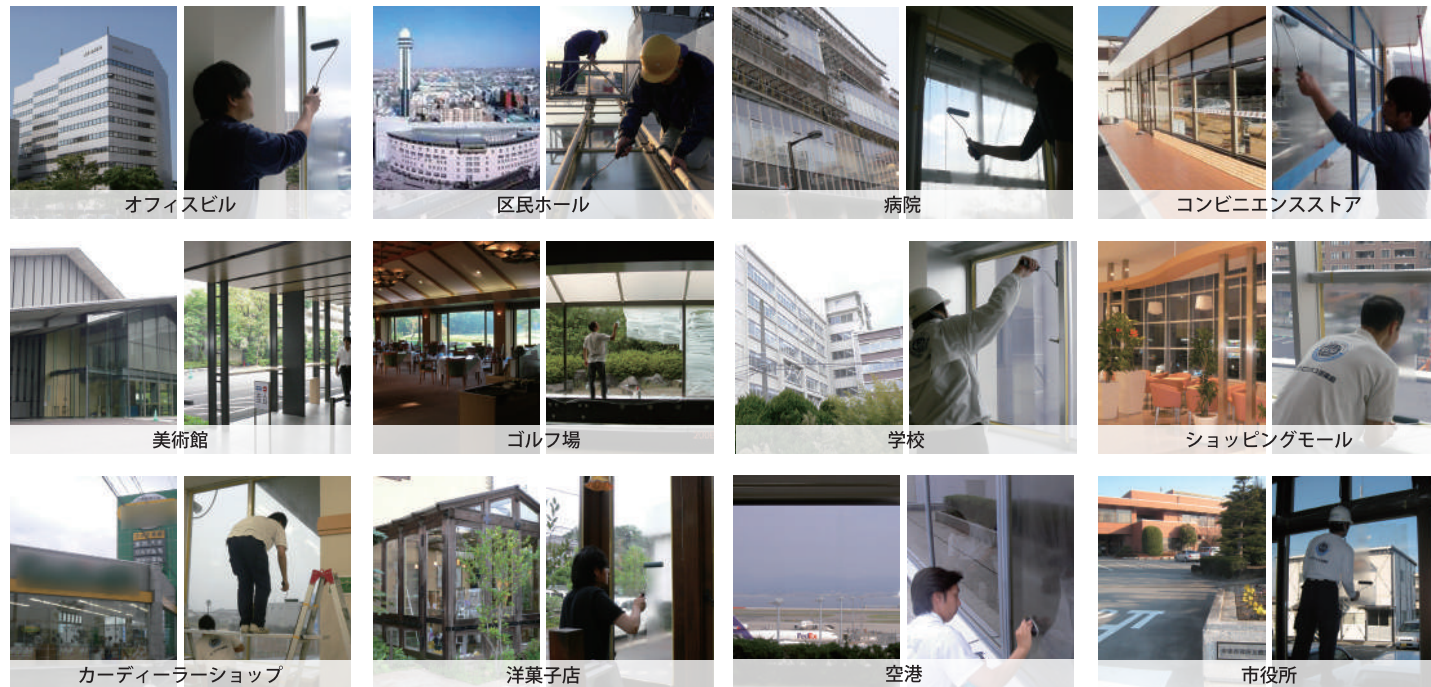 オフィスビル
区民ホール
病院
コンビニエンスストア
美術館
ゴルフ場
学校
ショッピングモール
カーディーラーショップ
洋菓子店
FedEx
空港
市役所